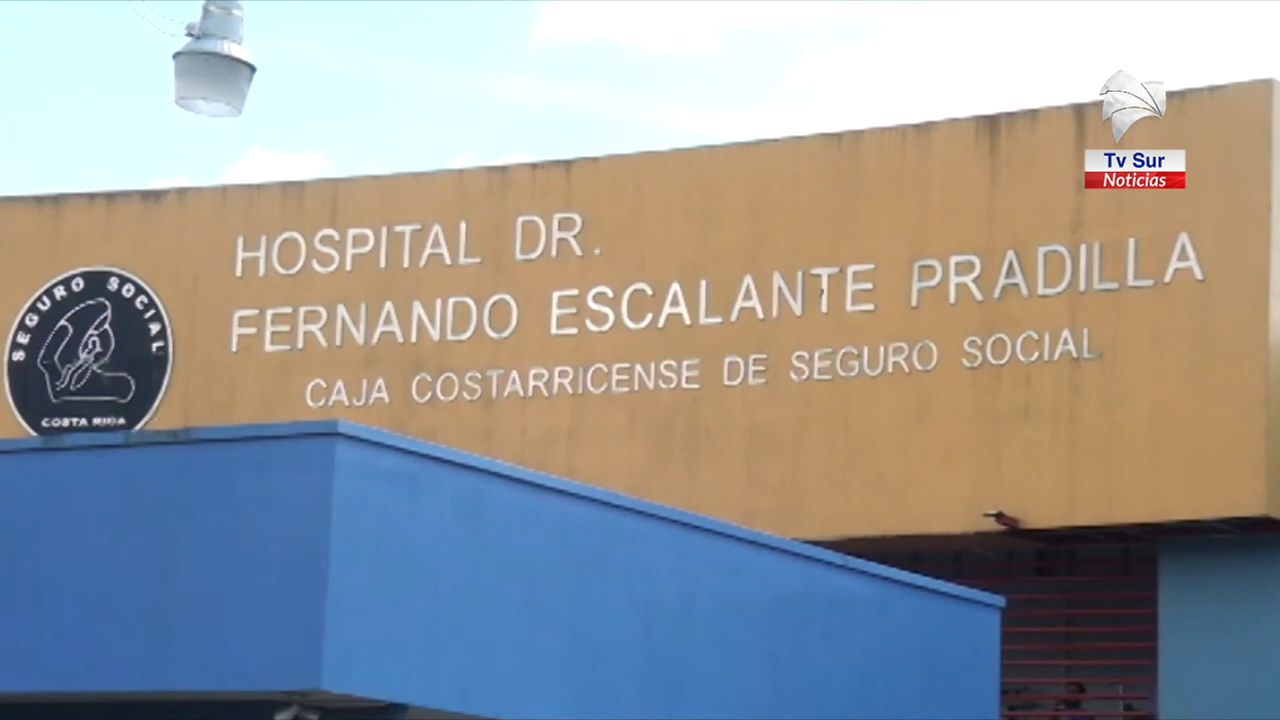 Tv Sur
Noticias
HOSPITAL DR.
FERNANDO ESCALANTE PRADILLA
CAJA COSTARRICENSE DE SEGURO SOCIAL
SEGURO SOCIAL
COSTA RICA